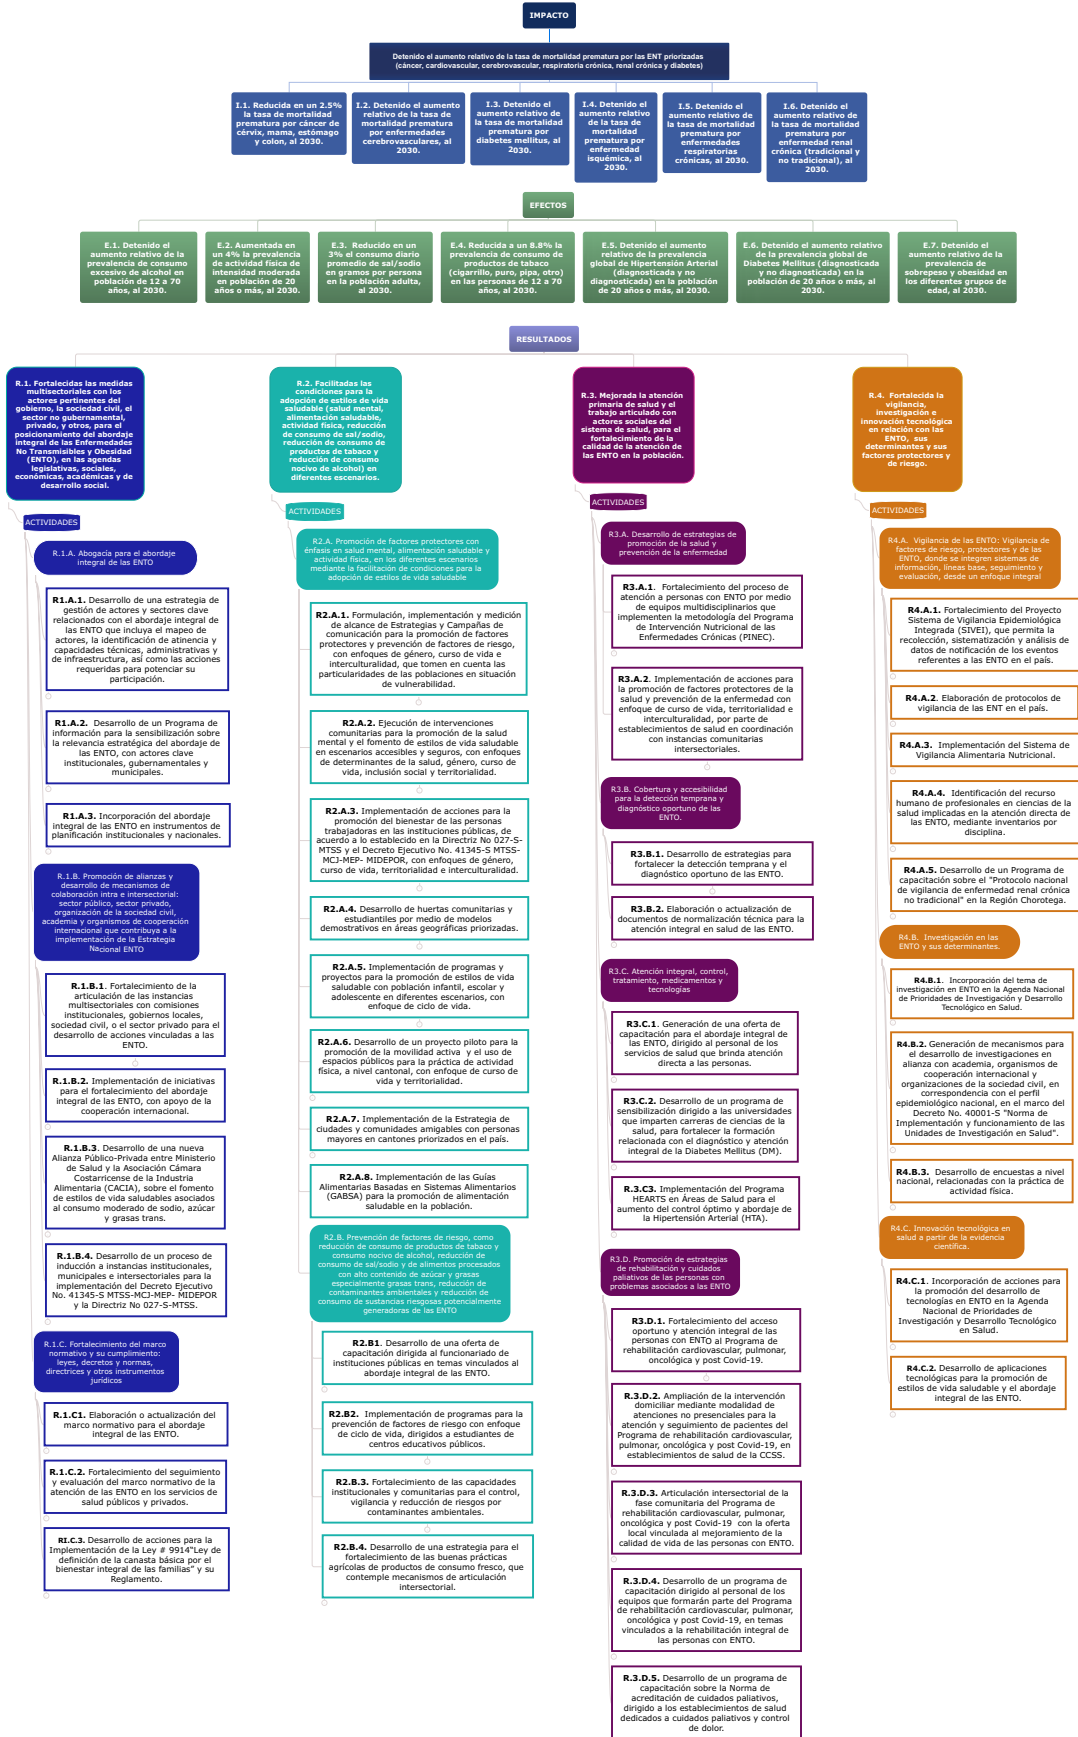 IMPACTO
Detenido el aumento relativo de la tasa de mortalidad prematura por las ENT priorizadas
(cáncer, cardiovascular, cerebrovascular, respiratoria crónica, renal crónica y diabetes)
I.1. Reducida en un 2.5%
la tasa de mortalidad
prematura por cáncer de
cérvix, mama, estómago
y colon, al 2030.
I.2. Detenido el aumento
relativo de la tasa de
mortalidad prematura
por enfermedades
cerebrovasculares, al
2030.
I.3. Detenido el
aumento relativo de
la tasa de mortalidad
prematura por
diabetes mellitus, al
2030.
I.4. Detenido el
aumento relativo
de la tasa de
mortalidad
prematura por
enfermedad
isquémica, al
2030.
I.5. Detenido el
aumento relativo de
la tasa de mortalidad
prematura por
enfermedades
respiratorias
crónicas, al 2030.
I.6. Detenido el
aumento relativo de
la tasa de mortalidad
prematura por
enfermedad renal
crónica (tradicional y
no tradicional), al
2030.
EFECTOS
E.1. Detenido el
aumento relativo de la
prevalencia de consumo
excesivo de alcohol en
población de 12 a 70
años, al 2030.
E.2. Aumentada en
un 4% la prevalencia
de actividad física de
intensidad moderada
en población de 20
años o más, al 2030.
E.3. Reducido en un
3% el consumo diario
promedio de sal/sodio
en gramos por persona
en la población adulta,
al 2030.
E.4. Reducida a un 8.8% la
prevalencia de consumo de
productos de tabaco
(cigarrillo, puro, pipa, otro)
en las personas de 12 a 70
años, al 2030.
E.5. Detenido el aumento
relativo de la prevalencia
global de Hipertensión Arterial
(diagnosticada y no
diagnosticada) en la población
de 20 años o más, al 2030.
E.6. Detenido el aumento relativo
de la prevalencia global de
Diabetes Mellitus (diagnosticada
y no diagnosticada) en la
población de 20 años o más, al
2030.
E.7. Detenido el
aumento relativo de la
prevalencia de
sobrepeso y obesidad en
los diferentes grupos de
edad, al 2030.
RESULTADOS
R.1. Fortalecidas las medidas
multisectoriales con los
actores pertinentes del
gobierno, la sociedad civil, el
sector no gubernamental,
privado, y otros, para el
posicionamiento del abordaje
integral de las Enfermedades
No Transmisibles y Obesidad
(ENTO), en las agendas
legislativas, sociales,
económicas, académicas y de
desarrollo social.
ACTIVIDADES
R.1.A. Abogacía para el abordaje
integral de las ENTO
R1.A.1. Desarrollo de una estrategia de
gestión de actores y sectores clave
relacionados con el abordaje integral de
las ENTO que incluya el mapeo de
actores, la identificación de atinencia y
capacidades técnicas, administrativas y
de infraestructura, así como las acciones
requeridas para potenciar su
participación.
R1.A.2. Desarrollo de un Programa de
información para la sensibilización sobre
la relevancia estratégica del abordaje de
las ENTO, con actores clave
institucionales, gubernamentales y
municipales.
R1.A.3. Incorporación del abordaje
integral de las ENTO en instrumentos de
planificación institucionales y nacionales.
R.1.B. Promoción de alianzas y
desarrollo de mecanismos de
colaboración intra e intersectorial:
sector público, sector privado,
organización de la sociedad civil,
academia y organismos de cooperación
internacional que contribuya a la
implementación de la Estrategia
Nacional ENTO
R.1.B.1. Fortalecimiento de la
articulación de las instancias
multisectoriales con comisiones
institucionales, gobiernos locales,
sociedad civil, o el sector privado para el
desarrollo de acciones vinculadas a las
ENTO.
R.1.B.2. Implementación de iniciativas
para el fortalecimiento del abordaje
integral de las ENTO, con apoyo de la
cooperación internacional.
R.1.B.3. Desarrollo de una nueva
Alianza Público-Privada entre Ministerio
de Salud y la Asociación Cámara
Costarricense de la Industria
Alimentaria (CACIA), sobre el fomento
de estilos de vida saludables asociados
al consumo moderado de sodio, azúcar
y grasas trans.
R.1.B.4. Desarrollo de un proceso de
inducción a instancias institucionales,
municipales e intersectoriales para la
implementación del Decreto Ejecutivo
No. 41345-S MTSS-MCJ-MEP- MIDEPOR
y la Directriz No 027-S-MTSS.
R.1.C. Fortalecimiento del marco
normativo y su cumplimiento:
leyes, decretos y normas,
directrices y otros instrumentos
jurídicos
R.1.C1. Elaboración o actualización del
marco normativo para el abordaje
integral de las ENTO.
R.1.C.2. Fortalecimiento del seguimiento
y evaluación del marco normativo de la
atención de las ENTO en los servicios de
salud públicos y privados.
RI.C.3. Desarrollo de acciones para la
Implementación de la Ley # 9914"Ley de
definición de la canasta básica por el
bienestar integral de las familias" y su
Reglamento.
R.2. Facilitadas las
condiciones para la
adopción de estilos de vida
saludable (salud mental,
alimentación saludable,
actividad física, reducción
de consumo de sal/sodio,
reducción de consumo de
productos de tabaco y
reducción de consumo
nocivo de alcohol) en
diferentes escenarios.
ACTIVIDADES
R2.A. Promoción de factores protectores con
énfasis en salud mental, alimentación saludable y
actividad física, en los diferentes escenarios
mediante la facilitación de condiciones para la
adopción de estilos de vida saludable
R2.A.1. Formulación, implementación y medición
de alcance de Estrategias y Campañas de
comunicación para la promoción de factores
protectores y prevención de factores de riesgo,
con enfoques de género, curso de vida e
interculturalidad, que tomen en cuenta las
particularidades de las poblaciones en situación
de vulnerabilidad.
R2.A.2. Ejecución de intervenciones
comunitarias para la promoción de la salud
mental y el fomento de estilos de vida saludable
en escenarios accesibles y seguros, con enfoques
de determinantes de la salud, género, curso de
vida, inclusión social y territorialidad.
R2.A.3. Implementación de acciones para la
promoción del bienestar de las personas
trabajadoras en las instituciones públicas, de
acuerdo a lo establecido en la Directriz No 027-S-
MTSS y el Decreto Ejecutivo No. 41345-S MTSS-
MCJ-MEP- MIDEPOR, con enfoques de género,
curso de vida, territorialidad e interculturalidad.
R2.A.4. Desarrollo de huertas comunitarias y
estudiantiles por medio de modelos
demostrativos en áreas geográficas priorizadas.
R2.A.5. Implementación de programas y
proyectos para la promoción de estilos de vida
saludable con población infantil, escolar y
adolescente en diferentes escenarios, con
enfoque de ciclo de vida.
R2.A.6. Desarrollo de un proyecto piloto para la
promoción de la movilidad activa y el uso de
espacios públicos para la práctica de actividad
física, a nivel cantonal, con enfoque de curso de
vida y territorialidad.
R2.A.7. Implementación de la Estrategia de
ciudades y comunidades amigables con personas
mayores en cantones priorizados en el país.
R2.A.8. Implementación de las Guías
Alimentarias Basadas en Sistemas Alimentarios
(GABSA) para la promoción de alimentación
saludable en la población.
R2.B. Prevención de factores de riesgo, como
reducción de consumo de productos de tabaco y
consumo nocivo de alcohol, reducción de
consumo de sal/sodio y de alimentos procesados
con alto contenido de azúcar y grasas
especialmente grasas trans, reducción de
contaminantes ambientales y reducción de
consumo de sustancias riesgosas potencialmente
generadoras de las ENTO
R2.B1. Desarrollo de una oferta de
capacitación dirigida al funcionariado de
instituciones públicas en temas vinculados al
abordaje integral de las ENTO.
R2.B2. Implementación de programas para la
prevención de factores de riesgo con enfoque
de ciclo de vida, dirigidos a estudiantes de
centros educativos públicos.
R2.B.3. Fortalecimiento de las capacidades
institucionales y comunitarias para el control,
vigilancia y reducción de riesgos por
contaminantes ambientales.
R2.B.4. Desarrollo de una estrategia para el
fortalecimiento de las buenas prácticas
agrícolas de productos de consumo fresco, que
contemple mecanismos de articulación
intersectorial.
R.3. Mejorada la atención
primaria de salud y el
trabajo articulado con
actores sociales del
sistema de salud, para el
fortalecimiento de la
calidad de la atención de
las ENTO en la población.
ACTIVIDADES
R3.A. Desarrollo de estrategias de
promoción de la salud y
prevención de la enfermedad
R3.A.1. Fortalecimiento del proceso de
atención a personas con ENTO por medio
de equipos multidisciplinarios que
implementen la metodología del Programa
de Intervención Nutricional de las
Enfermedades Crónicas (PINEC).
R3.A.2. Implementación de acciones para
la promoción de factores protectores de la
salud y prevención de la enfermedad con
enfoque de curso de vida, territorialidad e
interculturalidad, por parte de
establecimientos de salud en coordinación
con instancias comunitarias
intersectoriales.
R3.B. Cobertura y accesibilidad
para la detección temprana y
diagnóstico oportuno de las
ENTO.
R3.B.1. Desarrollo de estrategias para
fortalecer la detección temprana y el
diagnóstico oportuno de las ENTO.
R3.B.2. Elaboración o actualización de
documentos de normalización técnica para la
atención integral en salud de las ENTO.
R3.C. Atención integral, control,
tratamiento, medicamentos y
tecnologías
R3.C.1. Generación de una oferta de
capacitación para el abordaje integral de
las ENTO, dirigido al personal de los
servicios de salud que brinda atención
directa a las personas.
R3.C.2. Desarrollo de un programa de
sensibilización dirigido a las universidades
que imparten carreras de ciencias de la
salud, para fortalecer la formación
relacionada con el diagnóstico y atención
integral de la Diabetes Mellitus (DM).
R.3.C3. Implementación del Programa
HEARTS en Áreas de Salud para el
aumento del control óptimo y abordaje de
la Hipertensión Arterial (HTA).
R3.D. Promoción de estrategias
de rehabilitación y cuidados
paliativos de las personas con
problemas asociados a las ENTO
R3.D.1. Fortalecimiento del acceso
oportuno y atención integral de las
personas con ENTO al Programa de
rehabilitación cardiovascular, pulmonar,
oncológica y post Covid-19.
R.3.D.2. Ampliación de la intervención
domiciliar mediante modalidad de
atenciones no presenciales para la
atención y seguimiento de pacientes del
Programa de rehabilitación cardiovascular,
pulmonar, oncológica y post Covid-19, en
establecimientos de salud de la CCSS.
R.3.D.3. Articulación intersectorial de la
fase comunitaria del Programa de
rehabilitación cardiovascular, pulmonar,
oncológica y post Covid-19 con la oferta
local vinculada al mejoramiento de la
calidad de vida de las personas con ENTO.
R.3.D.4. Desarrollo de un programa de
capacitación dirigido al personal de los
equipos que formarán parte del Programa
de rehabilitación cardiovascular, pulmonar,
oncológica y post Covid-19, en temas
vinculados a la rehabilitación integral de
las personas con ENTO.
R.3.D.5. Desarrollo de un programa de
capacitación sobre la Norma de
acreditación de cuidados paliativos,
dirigido a los establecimientos de salud
dedicados a cuidados paliativos y control
de dolor.
R.4. Fortalecida la
vigilancia,
investigación e
innovación tecnológica
en relación con las
ENTO, sus
determinantes y sus
factores protectores y
de riesgo.
ACTIVIDADES
R4.A. Vigilancia de las ENTO: Vigilancia de
factores de riesgo, protectores y de las
ENTO, donde se integren sistemas de
información, líneas base, seguimiento y
evaluación, desde un enfoque integral
R4.A.1. Fortalecimiento del Proyecto
Sistema de Vigilancia Epidemiológica
Integrada (SIVEI), que permita la
recolección, sistematización y análisis de
datos de notificación de los eventos
referentes a las ENTO en el país.
R4.A.2. Elaboración de protocolos de
vigilancia de las ENT en el país.
R4.A.3. Implementación del Sistema de
Vigilancia Alimentaria Nutricional.
R4.A.4. Identificación del recurso
humano de profesionales en ciencias de la
salud implicadas en la atención directa de
las ENTO, mediante inventarios por
disciplina.
R4.A.5. Desarrollo de un Programa de
capacitación sobre el "Protocolo nacional
de vigilancia de enfermedad renal crónica
no tradicional" en la Región Chorotega.
R4.B. Investigación en las
ENTO y sus determinantes.
R4.B.1. Incorporación del tema de
investigación en ENTO en la Agenda Nacional
de Prioridades de Investigación y Desarrollo
Tecnológico en Salud.
R4.B.2. Generación de mecanismos para
el desarrollo de investigaciones en
alianza con academia, organismos de
cooperación internacional y
organizaciones de la sociedad civil, en
correspondencia con el perfil
epidemiológico nacional, en el marco del
Decreto No. 40001-S "Norma de
Implementación y funcionamiento de las
Unidades de Investigación en Salud".
R4.B.3. Desarrollo de encuestas a nivel
nacional, relacionadas con la práctica de
actividad física.
R4.C. Innovación tecnológica en
salud a partir de la evidencia
científica.
R4.C.1. Incorporación de acciones para
la promoción del desarrollo de
tecnologías en ENTO en la Agenda
Nacional de Prioridades de
Investigación y Desarrollo Tecnológico
en Salud.
R4.C.2. Desarrollo de aplicaciones
tecnológicas para la promoción de
estilos de vida saludable y el abordaje
integral de las ENTO.